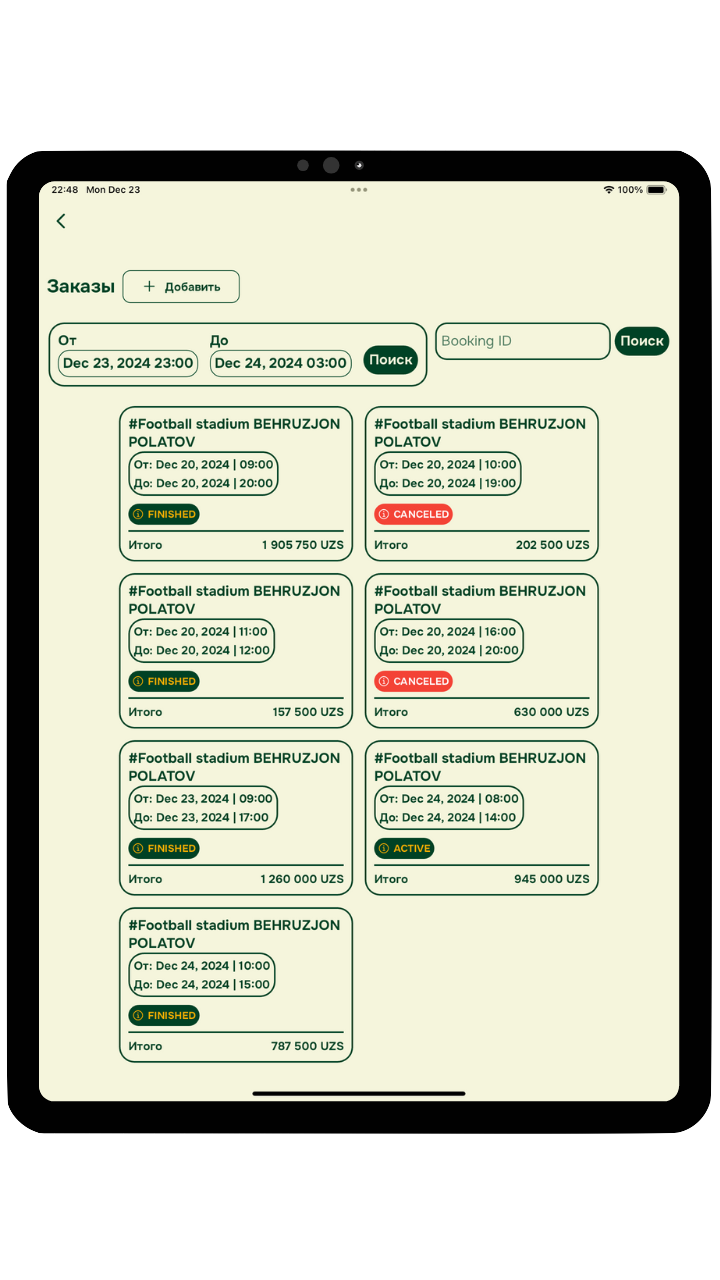 22:48 Mon Dec 23
100%
Заказы
+ Добавить
От
До
Dec 23, 2024 23:00
Dec 24, 2024 03:00
Поиск
Booking ID
Поиск
#Football stadium BEHRUZJON
POLATOV
От: Dec 20, 2024 | 09:00
До: Dec 20, 2024 | 20:00
FINISHED
Итого 1 905 750 UZS
#Football stadium BEHRUZJON
POLATOV
От: Dec 20, 2024 | 10:00
До: Dec 20, 2024 | 19:00
CANCELED
Итого 202 500 UZS
#Football stadium BEHRUZJON
POLATOV
От: Dec 20, 2024 | 11:00
До: Dec 20, 2024 | 12:00
FINISHED
Итого 157 500 UZS
#Football stadium BEHRUZJON
POLATOV
От: Dec 20, 2024 | 16:00
До: Dec 20, 2024 | 20:00
CANCELED
Итого 630 000 UZS
#Football stadium BEHRUZJON
POLATOV
От: Dec 23, 2024 | 09:00
До: Dec 23, 2024 | 17:00
FINISHED
Итого 1 260 000 UZS
#Football stadium BEHRUZJON
POLATOV
От: Dec 24, 2024 | 08:00
До: Dec 24, 2024 | 14:00
ACTIVE
Итого 945 000 UZS
#Football stadium BEHRUZJON
POLATOV
От: Dec 24, 2024 | 10:00
До: Dec 24, 2024 | 15:00
FINISHED
Итого 787 500 UZS